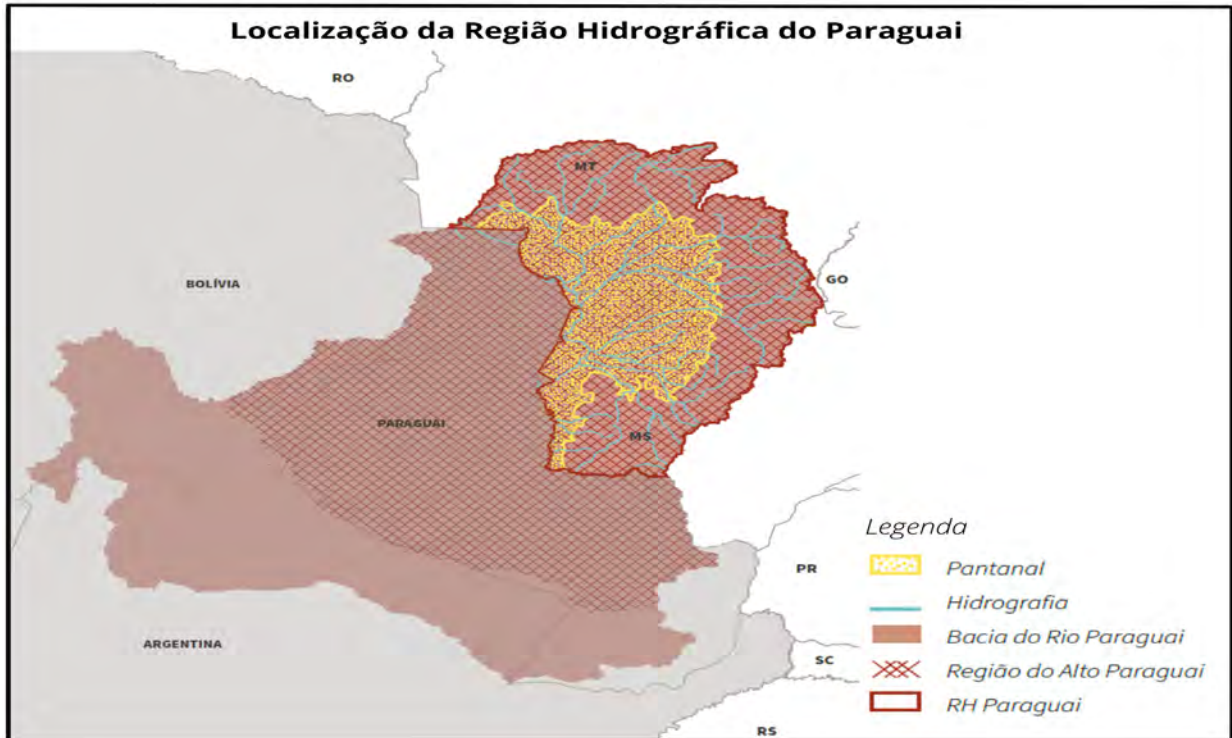 Localização da Região Hidrográfica do Paraguai
RO
MT
BOLÍVIA
GO
PARAGUAI
MS
Legenda
Pantanal
PR
Hidrografia
Bacia do Rio Paraguai
ARGENTINA
SC
Região do Alto Paraguai
RH Paraguai
RS